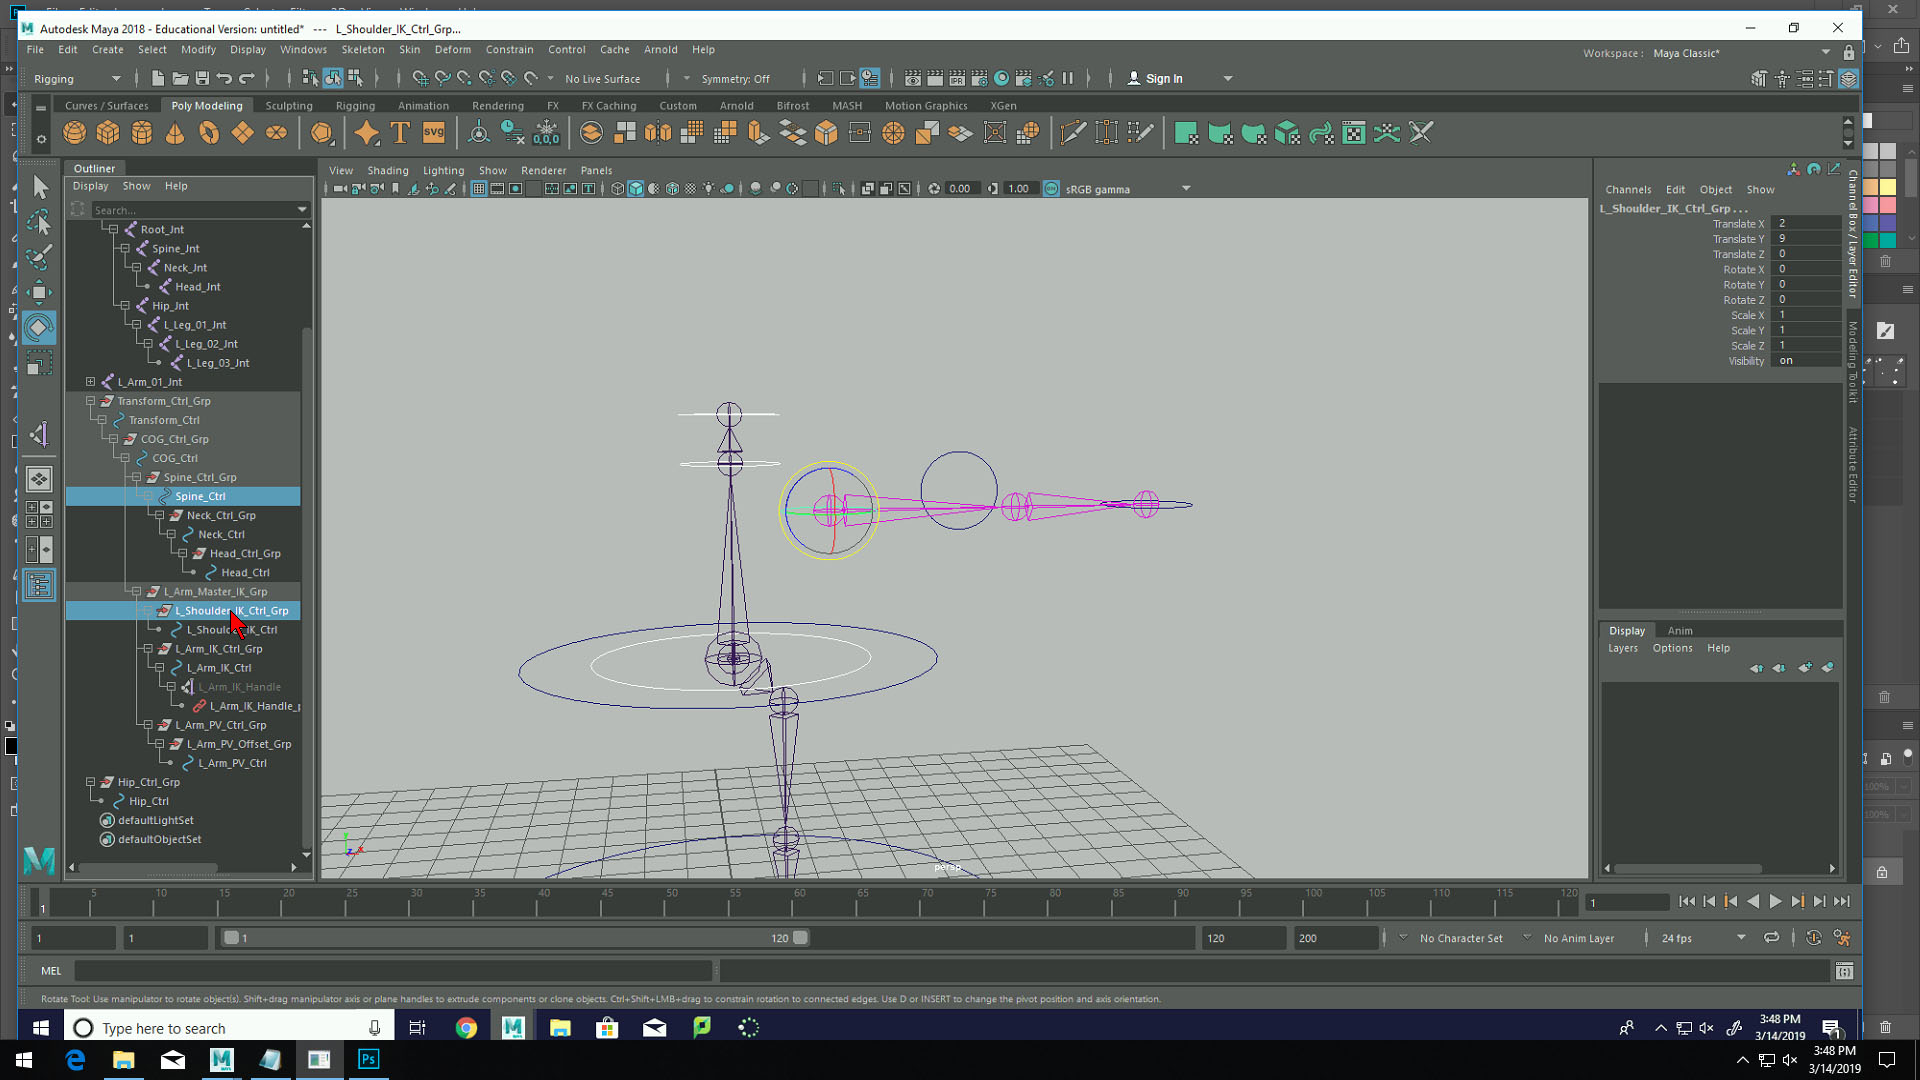 Autodesk Maya 2018 - Educational Version: untitled* --- L_Shoulder_IK_Ctrl_Grp...
File Edit Create Select Modify Display Windows Skeleton Skin Deform Constrain Control Cache Arnold Help
Workspace : Maya Classic*
Rigging No Live Surface Symmetry: Off Sign In
Curves / Surfaces Poly Modeling Sculpting Rigging Animation Rendering FX FX Caching Custom Arnold Bifrost MASH Motion Graphics XGen
T SVG 0,0,0
Outliner
Display Show Help
Search...
Root_Jnt
Spine_Jnt
Neck_Jnt
Head_Jnt
Hip_Jnt
L_Leg_01_Jnt
L_Leg_02_Jnt
L_Leg_03_Jnt
L_Arm_01_Jnt
Transform_Ctrl_Grp
Transform_Ctrl
COG_Ctrl_Grp
COG_Ctrl
Spine_Ctrl_Grp
Spine_Ctrl
Neck_Ctrl_Grp
Neck_Ctrl
Head_Ctrl_Grp
Head_Ctrl
L_Arm_Master_IK_Grp
L_Shoulder_IK_Ctrl_Grp
L_Arm_IK_Ctrl_Grp
L_Arm_IK_Ctrl
L_Arm_IK_Handle
L_Arm_IK_Handle_p
L_Arm_PV_Ctrl_Grp
L_Arm_PV_Offset_Grp
L_Arm_PV_Ctrl
Hip_Ctrl_Grp
Hip_Ctrl
defaultLightSet
defaultObjectSet
View Shading Lighting Show Renderer Panels
0.00 1.00 sRGB gamma
persp
Channels Edit Object Show
L_Shoulder_IK_Ctrl_Grp . . .
Translate X 2
Translate Y 9
Translate Z 0
Rotate X 0
Rotate Y 0
Rotate Z 0
Scale X 1
Scale Y 1
Scale Z 1
Visibility on
Channel Box / Layer Editor
Modeling Toolkit
Attribute Editor
Display Anim
Layers Options Help
5 10 15 20 25 30 35 40 45 50 55 60 65 70 75 80 85 90 95 100 105 110 115 120
1 1
1 1 1 120 120 200 No Character Set No Anim Layer 24 fps
MEL
Rotate Tool: Use manipulator to rotate object(s). Shift+drag manipulator axis or plane handles to extrude components or clone objects. Ctrl+Shift+LMB+drag to constrain rotation to connected edges. Use D or INSERT to change the pivot position and axis orientation.
Type here to search
3:48 PM
3/14/2019
1
Ps
3:48 PM
3/14/2019
100%
100%